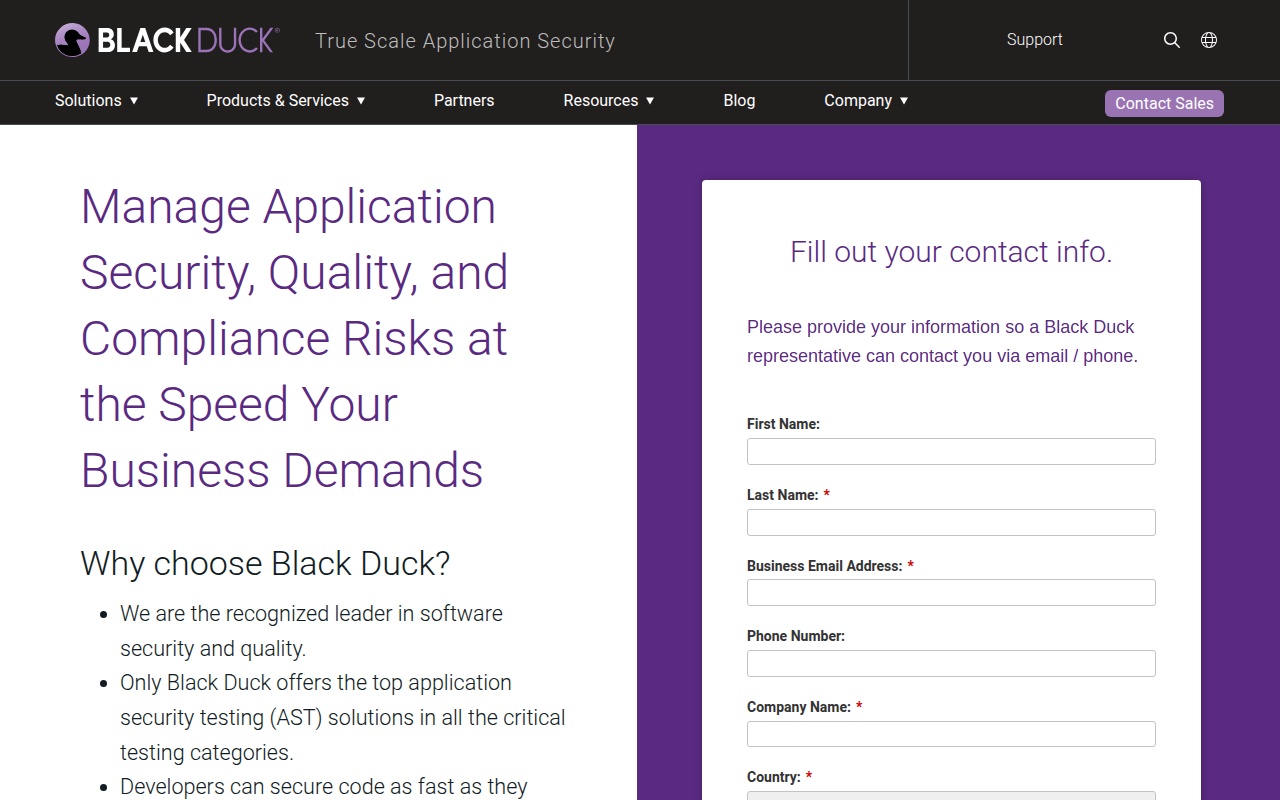 BLACK DUCK®
True Scale Application Security
Support
Solutions ▼
Products & Services ▼
Partners
Resources ▼
Blog
Company ▼
Contact Sales
Manage Application
Security, Quality, and
Compliance Risks at
the Speed Your
Business Demands
Why choose Black Duck?
• We are the recognized leader in software
security and quality.
• Only Black Duck offers the top application
security testing (AST) solutions in all the critical
testing categories.
• Developers can secure code as fast as they
Fill out your contact info.
Please provide your information so a Black Duck
representative can contact you via email / phone.
First Name:
Last Name: *
Business Email Address: *
Phone Number:
Company Name: *
Country: *